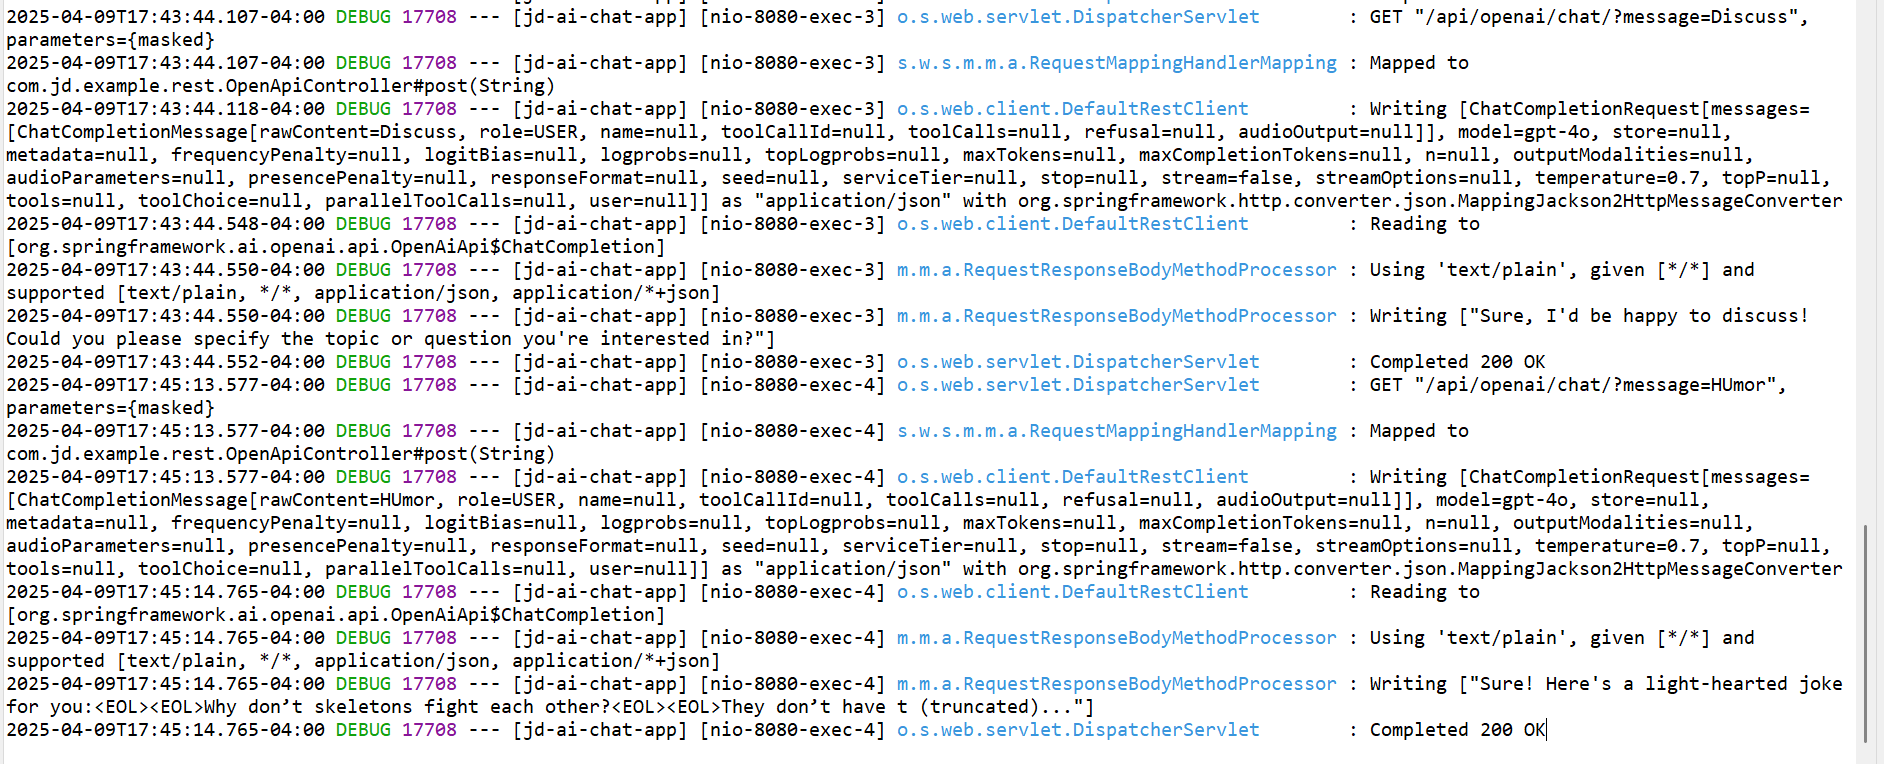 2025-04-09T17:43:44.107-04:00 DEBUG 17708 --- [jd-ai-chat-app] [nio-8080-exec-3] o.s.web.servlet.DispatcherServlet        : GET "/api/openai/chat/?message=Discuss",
parameters={masked}
2025-04-09T17:43:44.107-04:00 DEBUG 17708 --- [jd-ai-chat-app] [nio-8080-exec-3] s.w.s.m.m.a.RequestMappingHandlerMapping : Mapped to
com.jd.example.rest.OpenApiController#post(String)
2025-04-09T17:43:44.118-04:00 DEBUG 17708 --- [jd-ai-chat-app] [nio-8080-exec-3] o.s.web.client.DefaultRestClient         : Writing [ChatCompletionRequest[messages=
[ChatCompletionMessage[rawContent=Discuss, role=USER, name=null, toolCallId=null, toolCalls=null, refusal=null, audioOutput=null]], model=gpt-4o, store=null,
metadata=null, frequencyPenalty=null, logitBias=null, logprobs=null, topLogprobs=null, maxTokens=null, maxCompletionTokens=null, n=null, outputModalities=null,
audioParameters=null, presencePenalty=null, responseFormat=null, seed=null, serviceTier=null, stop=null, stream=false, streamOptions=null, temperature=0.7, topP=null,
tools=null, toolChoice=null, parallelToolCalls=null, user=null]] as "application/json" with org.springframework.http.converter.json.MappingJackson2HttpMessageConverter
2025-04-09T17:43:44.548-04:00 DEBUG 17708 --- [jd-ai-chat-app] [nio-8080-exec-3] o.s.web.client.DefaultRestClient         : Reading to
[org.springframework.ai.openai.api.OpenAiApi$ChatCompletion]
2025-04-09T17:43:44.550-04:00 DEBUG 17708 --- [jd-ai-chat-app] [nio-8080-exec-3] m.m.a.RequestResponseBodyMethodProcessor : Using 'text/plain', given [*/*] and
supported [text/plain, */*, application/json, application/*+json]
2025-04-09T17:43:44.550-04:00 DEBUG 17708 --- [jd-ai-chat-app] [nio-8080-exec-3] m.m.a.RequestResponseBodyMethodProcessor : Writing ["Sure, I'd be happy to discuss!
Could you please specify the topic or question you're interested in?"]
2025-04-09T17:43:44.552-04:00 DEBUG 17708 --- [jd-ai-chat-app] [nio-8080-exec-3] o.s.web.servlet.DispatcherServlet        : Completed 200 OK
2025-04-09T17:45:13.577-04:00 DEBUG 17708 --- [jd-ai-chat-app] [nio-8080-exec-4] o.s.web.servlet.DispatcherServlet        : GET "/api/openai/chat/?message=HUmor",
parameters={masked}
2025-04-09T17:45:13.577-04:00 DEBUG 17708 --- [jd-ai-chat-app] [nio-8080-exec-4] s.w.s.m.m.a.RequestMappingHandlerMapping : Mapped to
com.jd.example.rest.OpenApiController#post(String)
2025-04-09T17:45:13.577-04:00 DEBUG 17708 --- [jd-ai-chat-app] [nio-8080-exec-4] o.s.web.client.DefaultRestClient         : Writing [ChatCompletionRequest[messages=
[ChatCompletionMessage[rawContent=HUmor, role=USER, name=null, toolCallId=null, toolCalls=null, refusal=null, audioOutput=null]], model=gpt-4o, store=null,
metadata=null, frequencyPenalty=null, logitBias=null, logprobs=null, topLogprobs=null, maxTokens=null, maxCompletionTokens=null, n=null, outputModalities=null,
audioParameters=null, presencePenalty=null, responseFormat=null, seed=null, serviceTier=null, stop=null, stream=false, streamOptions=null, temperature=0.7, topP=null,
tools=null, toolChoice=null, parallelToolCalls=null, user=null]] as "application/json" with org.springframework.http.converter.json.MappingJackson2HttpMessageConverter
2025-04-09T17:45:14.765-04:00 DEBUG 17708 --- [jd-ai-chat-app] [nio-8080-exec-4] o.s.web.client.DefaultRestClient         : Reading to
[org.springframework.ai.openai.api.OpenAiApi$ChatCompletion]
2025-04-09T17:45:14.765-04:00 DEBUG 17708 --- [jd-ai-chat-app] [nio-8080-exec-4] m.m.a.RequestResponseBodyMethodProcessor : Using 'text/plain', given [*/*] and
supported [text/plain, */*, application/json, application/*+json]
2025-04-09T17:45:14.765-04:00 DEBUG 17708 --- [jd-ai-chat-app] [nio-8080-exec-4] m.m.a.RequestResponseBodyMethodProcessor : Writing ["Sure! Here's a light-hearted joke
for you:<EOL><EOL>Why don’t skeletons fight each other?<EOL><EOL>They don’t have t (truncated)..."]
2025-04-09T17:45:14.765-04:00 DEBUG 17708 --- [jd-ai-chat-app] [nio-8080-exec-4] o.s.web.servlet.DispatcherServlet        : Completed 200 OK